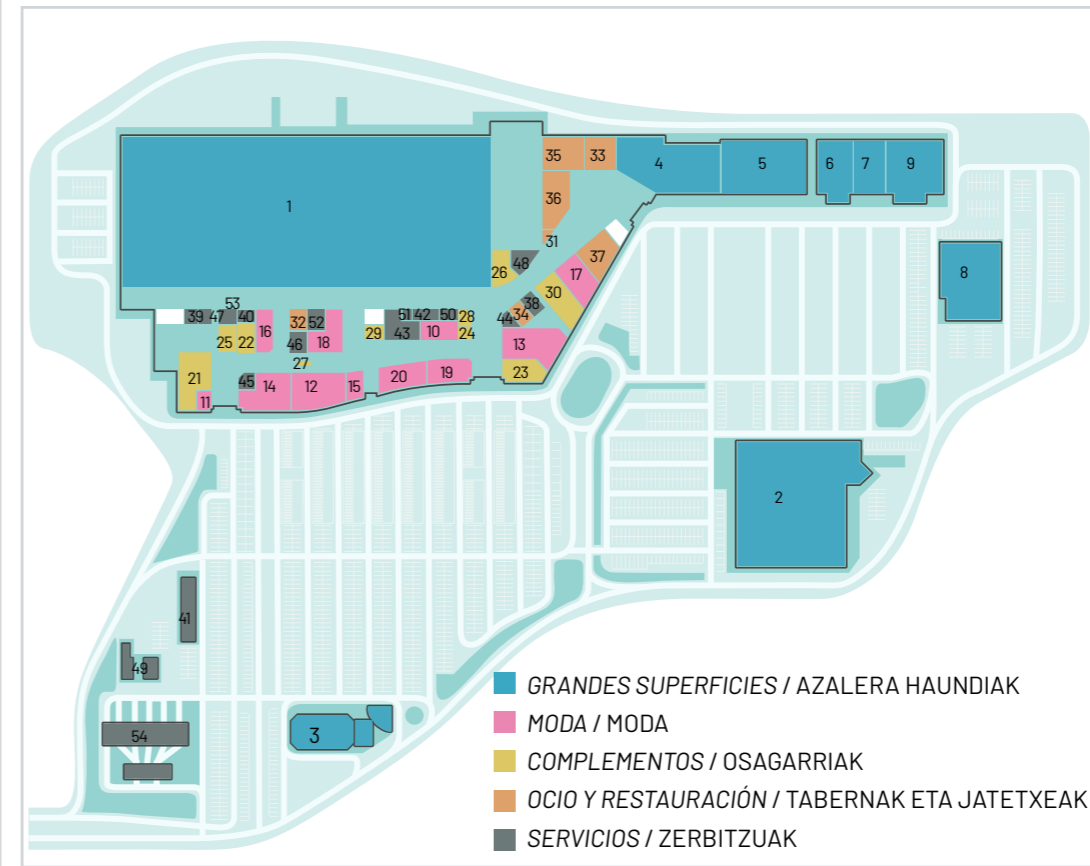 35 33 4 5 6 7 9
1 36
31
48 37
26 17 8
30
53 38
39 47 40 32 52 51 42 50 28 44 34
16 29 43 10 24
25 22 46 18 13
27
21 45 14 12 15 20 19 23
11
2
41
49
54 3
GRANDES SUPERFICIES / AZALERA HAUNDIAK
MODA / MODA
COMPLEMENTOS / OSAGARRIAK
OCIO Y RESTAURACIÓN / TABERNAK ETA JATETXEAK
SERVICIOS / ZERBITZUAK